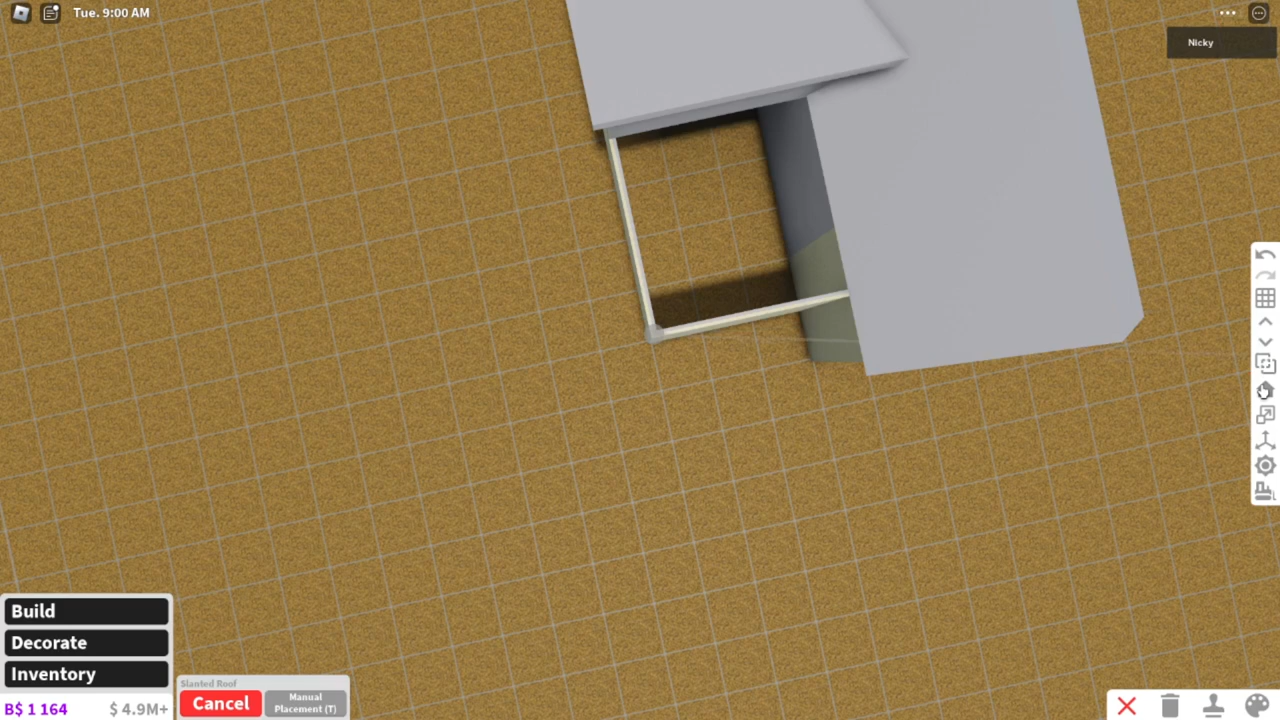 Tue. 9:00 AM
Nicky
Build
Decorate
Inventory
B$ 1 164
$ 4.9M+
Slanted Roof
Cancel
Manual
Placement (T)